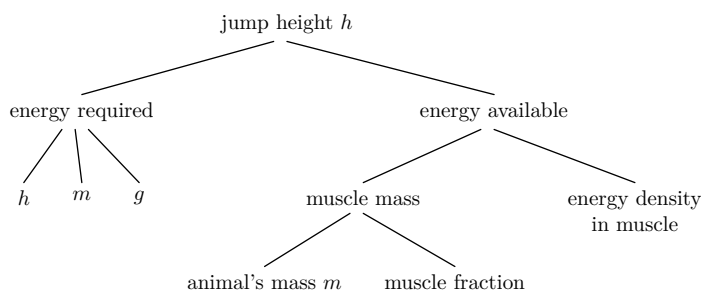 jump height h
energy required
energy available
h
m
g
muscle mass
energy density
in muscle
animal's mass m
muscle fraction